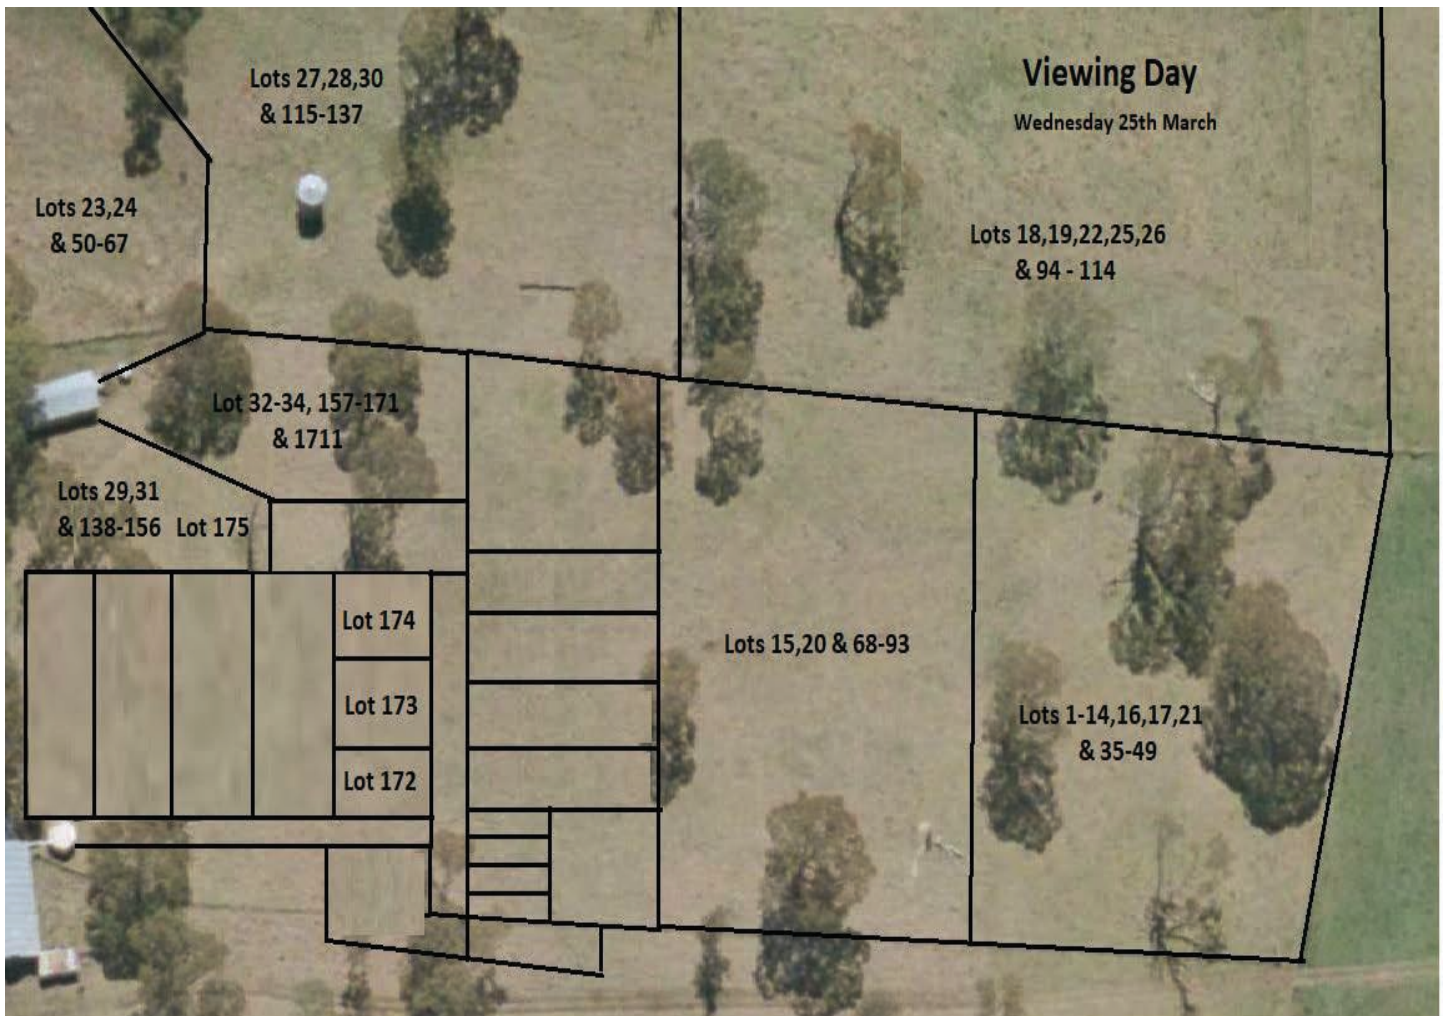 Viewing Day
Wednesday 25th March
Lots 27,28,30
& 115-137
Lots 23,24
& 50-67
Lots 18,19,22,25,26
& 94 - 114
Lot 32-34, 157-171
& 1711
Lots 29,31
& 138-156
Lot 175
Lot 174
Lot 173
Lot 172
Lots 15,20 & 68-93
Lots 1-14,16,17,21
& 35-49